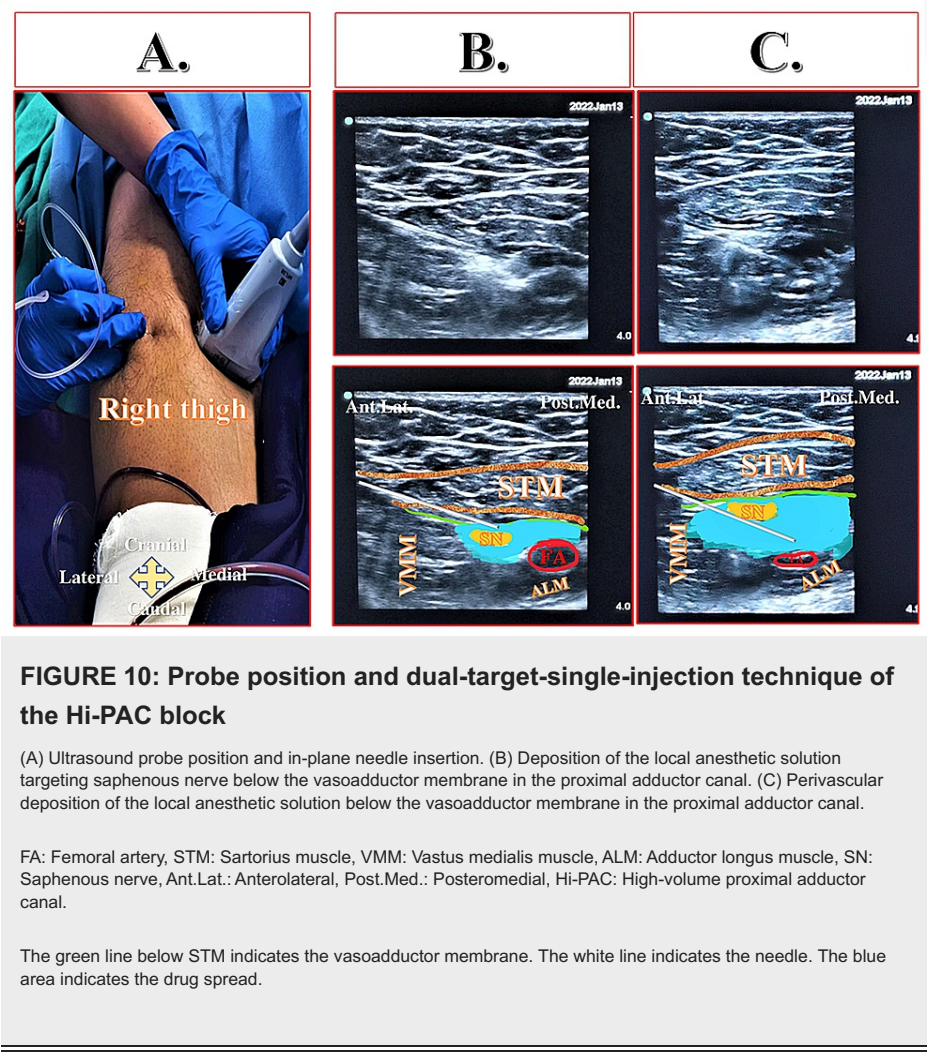 A.
B.
C.
2022Jan13
4.0
2022Jan13
Right thigh
Cranial
Lateral
Medial
Caudal
2022Jan13
Ant.Lat.
Post.Med.
STM
SN
FA
VMM
ALM
4.0
2022Jan13
Ant.Lat
Post.Med.
STM
SN
VMM
ALM
FIGURE 10: Probe position and dual-target-single-injection technique of
the Hi-PAC block
(A) Ultrasound probe position and in-plane needle insertion. (B) Deposition of the local anesthetic solution
targeting saphenous nerve below the vasoadductor membrane in the proximal adductor canal. (C) Perivascular
deposition of the local anesthetic solution below the vasoadductor membrane in the proximal adductor canal.
FA: Femoral artery, STM: Sartorius muscle, VMM: Vastus medialis muscle, ALM: Adductor longus muscle, SN:
Saphenous nerve, Ant.Lat.: Anterolateral, Post.Med.: Posteromedial, Hi-PAC: High-volume proximal adductor
canal.
The green line below STM indicates the vasoadductor membrane. The white line indicates the needle. The blue
area indicates the drug spread.